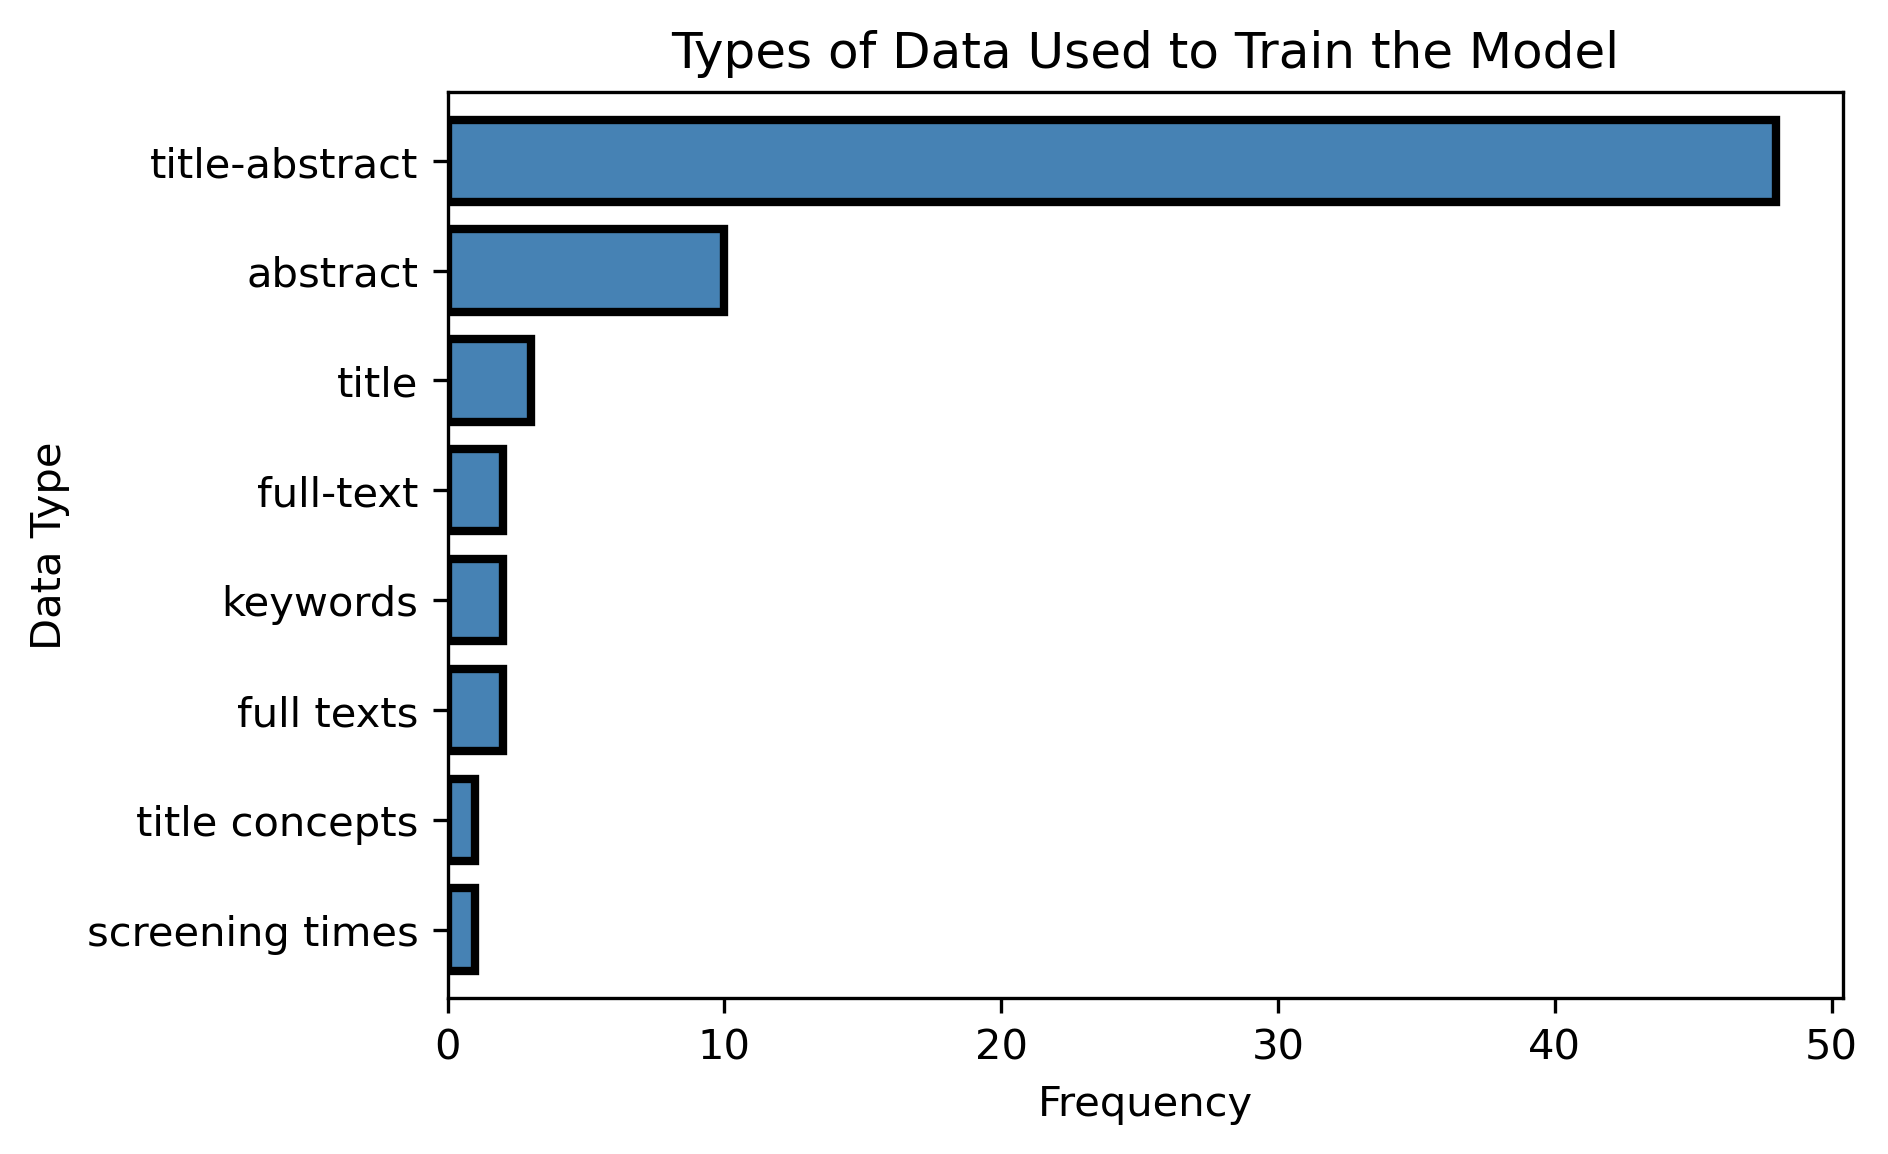 Types of Data Used to Train the Model
title-abstract
abstract
title
full-text
keywords
full texts
title concepts
screening times
Data Type
0 10 20 30 40 50
Frequency